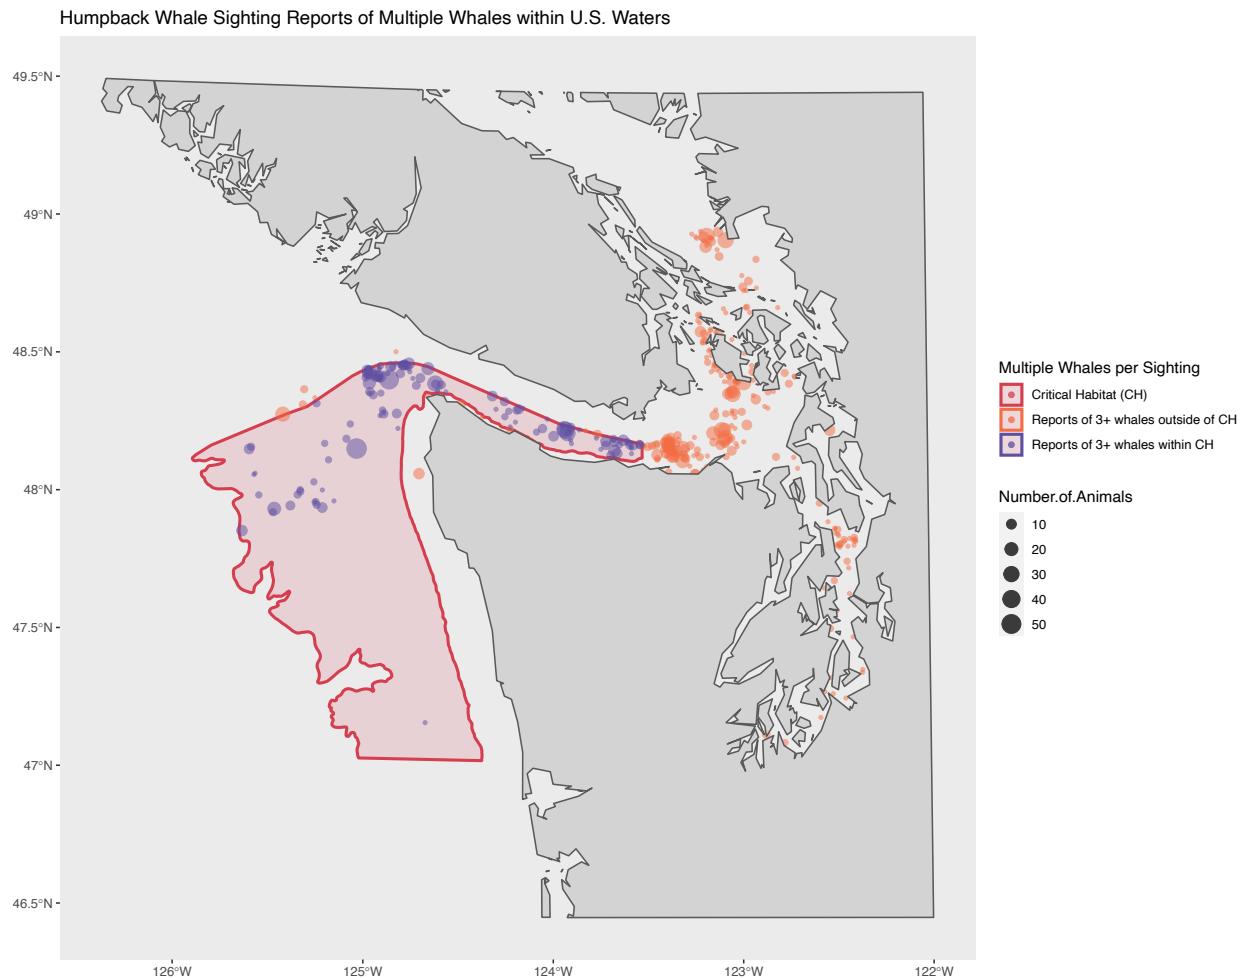 Humpback Whale Sighting Reports of Multiple Whales within U.S. Waters
49.5°N
49°N
48.5°N
48°N
47.5°N
47°N
46.5°N
126°W
125°W
124°W
123°W
122°W
Multiple Whales per Sighting
Critical Habitat (CH)
Reports of 3+ whales outside of CH
Reports of 3+ whales within CH
Number.of.Animals
10
20
30
40
50